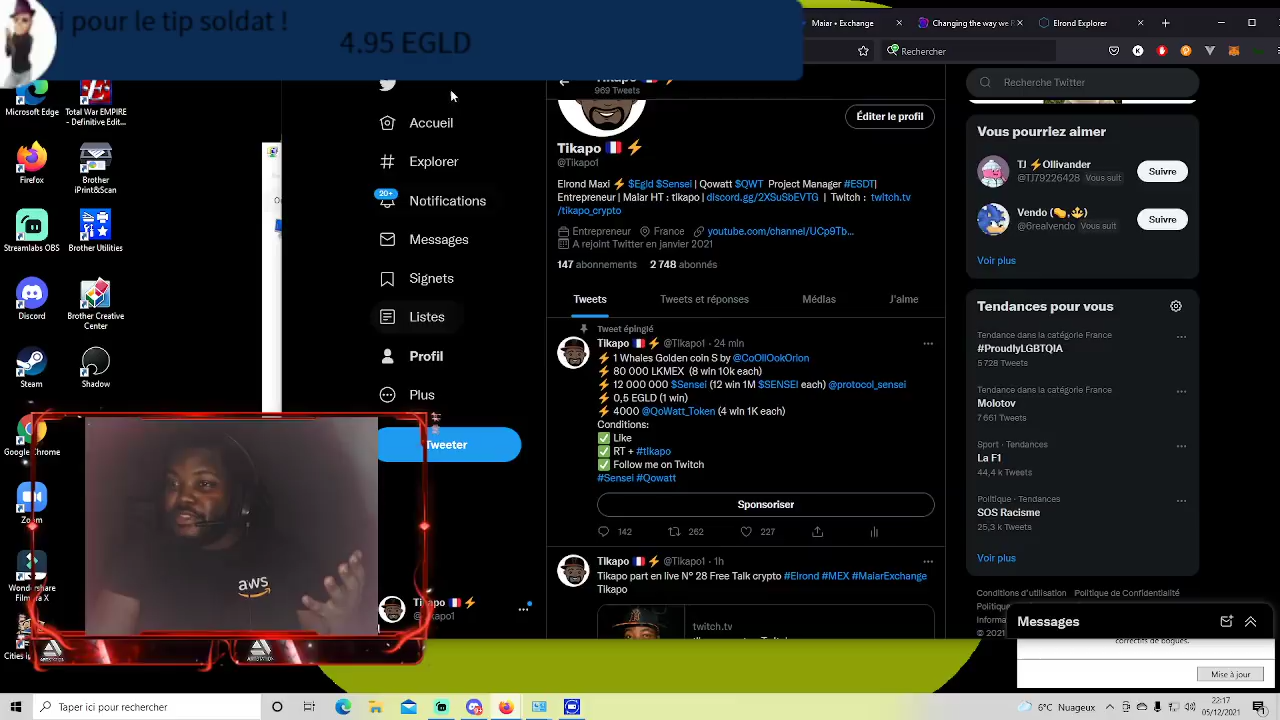 pour le tip soldat !
4.95 EGLD
Maiar • Exchange
Changing the way we
Elrond Explorer
Rechercher
Microsoft Edge
Total War EMPIRE
- Definitive Edit...
Firefox
Brother
iPrint&Scan
Streamlabs OBS
Brother Utilities
Discord
Brother Creative
Center
Steam
Shadow
Google Chrome
Zoom
Wondershare
Filmora X
Cities
Accueil
Explorer
20+
Notifications
Messages
Signets
Listes
Profil
Plus
Tweeter
Tikapo
@Tikapo1
aws
Tikapo
969 Tweets
Éditer le profil
Tikapo
@Tikapo1
Elrond Maxi ⚡ $Egld $Sensei | Qowatt $QWT Project Manager #ESDT|
Entrepreneur | Maiar HT : tikapo | discord.gg/2XSuSbEVTG | Twitch : twitch.tv
/tikapo_crypto
Entrepreneur France youtube.com/channel/UCp9Tb...
A rejoint Twitter en janvier 2021
147 abonnements 2 748 abonnés
Tweets Tweets et réponses Médias J'aime
Tweet épinglé
Tikapo 🇫🇷 ⚡ @Tikapo1 · 24 min
⚡ 1 Whales Golden coin S by @CoOllOokOrion
⚡ 80 000 LKMEX (8 win 10k each)
⚡ 12 000 000 $Sensei (12 win 1M $SENSEI each) @protocol_sensei
⚡ 0,5 EGLD (1 win)
⚡ 4000 @QoWatt_Token (4 win 1K each)
Conditions:
✅ Like
✅ RT + #tikapo
✅ Follow me on Twitch
#Sensei #Qowatt
Sponsoriser
142 262 227
Tikapo 🇫🇷 ⚡ @Tikapo1 · 1h
Tikapo part en live N° 28 Free Talk crypto #Elrond #MEX #MaiarExchange
Tikapo
twitch.tv
Recherche Twitter
Vous pourriez aimer
TJ ⚡Ollivander
@TJ79226428 Vous suit
Suivre
Vendo
@6realvendo Vous suit
Suivre
Voir plus
Tendances pour vous
Tendance dans la catégorie France
#ProudlyLGBTQIA
5 728 Tweets
Tendance dans la catégorie France
Molotov
7 661 Tweets
Sport · Tendances
La F1
44,4 k Tweets
Politique · Tendances
SOS Racisme
25,3 k Tweets
Voir plus
Conditions d'utilisation Politique de Confidentialité
© 2021
Messages
correctifs de bogues.
Mise à jour
Taper ici pour rechercher
6°C Nuageux
22:17
05/12/2021